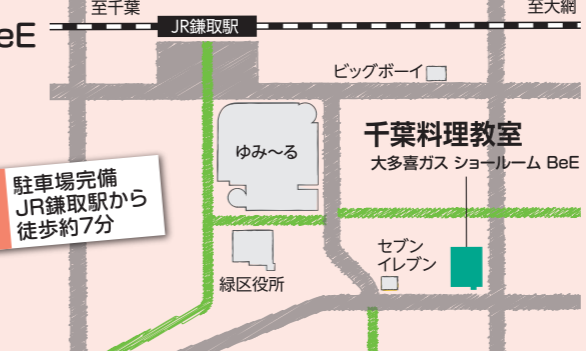 至千葉
JR鎌取駅
至大網
eE
ビッグボーイ
ゆみ〜る
千葉料理教室
大多喜ガス ショールーム BeE
駐車場完備
JR鎌取駅から
徒歩約7分
セブン
イレブン
緑区役所